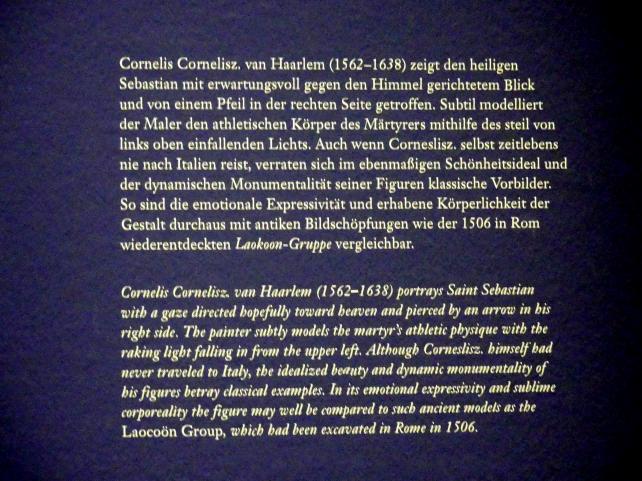 Cornelis Cornelisz. van Haarlem (1562–1638) zeigt den heiligen
Sebastian mit erwartungsvoll gegen den Himmel gerichtetem Blick
und von einem Pfeil in der rechten Seite getroffen. Subtil modelliert
der Maler den athletischen Körper des Märtyrers mithilfe des steil von
links oben einfallenden Lichts. Auch wenn Corneslisz. selbst zeitlebens
nie nach Italien reist, verraten sich im ebenmaßigen Schönheitsideal und
der dynamischen Monumentalität seiner Figuren klassische Vorbilder.
So sind die emotionale Expressivität und erhabene Körperlichkeit der
Gestalt durchaus mit antiken Bildschöpfungen wie der 1506 in Rom
wiederentdeckten Laokoon-Gruppe vergleichbar.
Cornelis Cornelisz. van Haarlem (1562–1638) portrays Saint Sebastian
with a gaze directed hopefully toward heaven and pierced by an arrow in his
right side. The painter subtly models the martyr's athletic physique with the
raking light falling in from the upper left. Although Corneslisz. himself had
never traveled to Italy, the idealized beauty and dynamic monumentality of
his figures betray classical examples. In its emotional expressivity and sublime
corporeality the figure may well be compared to such ancient models as the
Laocoön Group, which had been excavated in Rome in 1506.